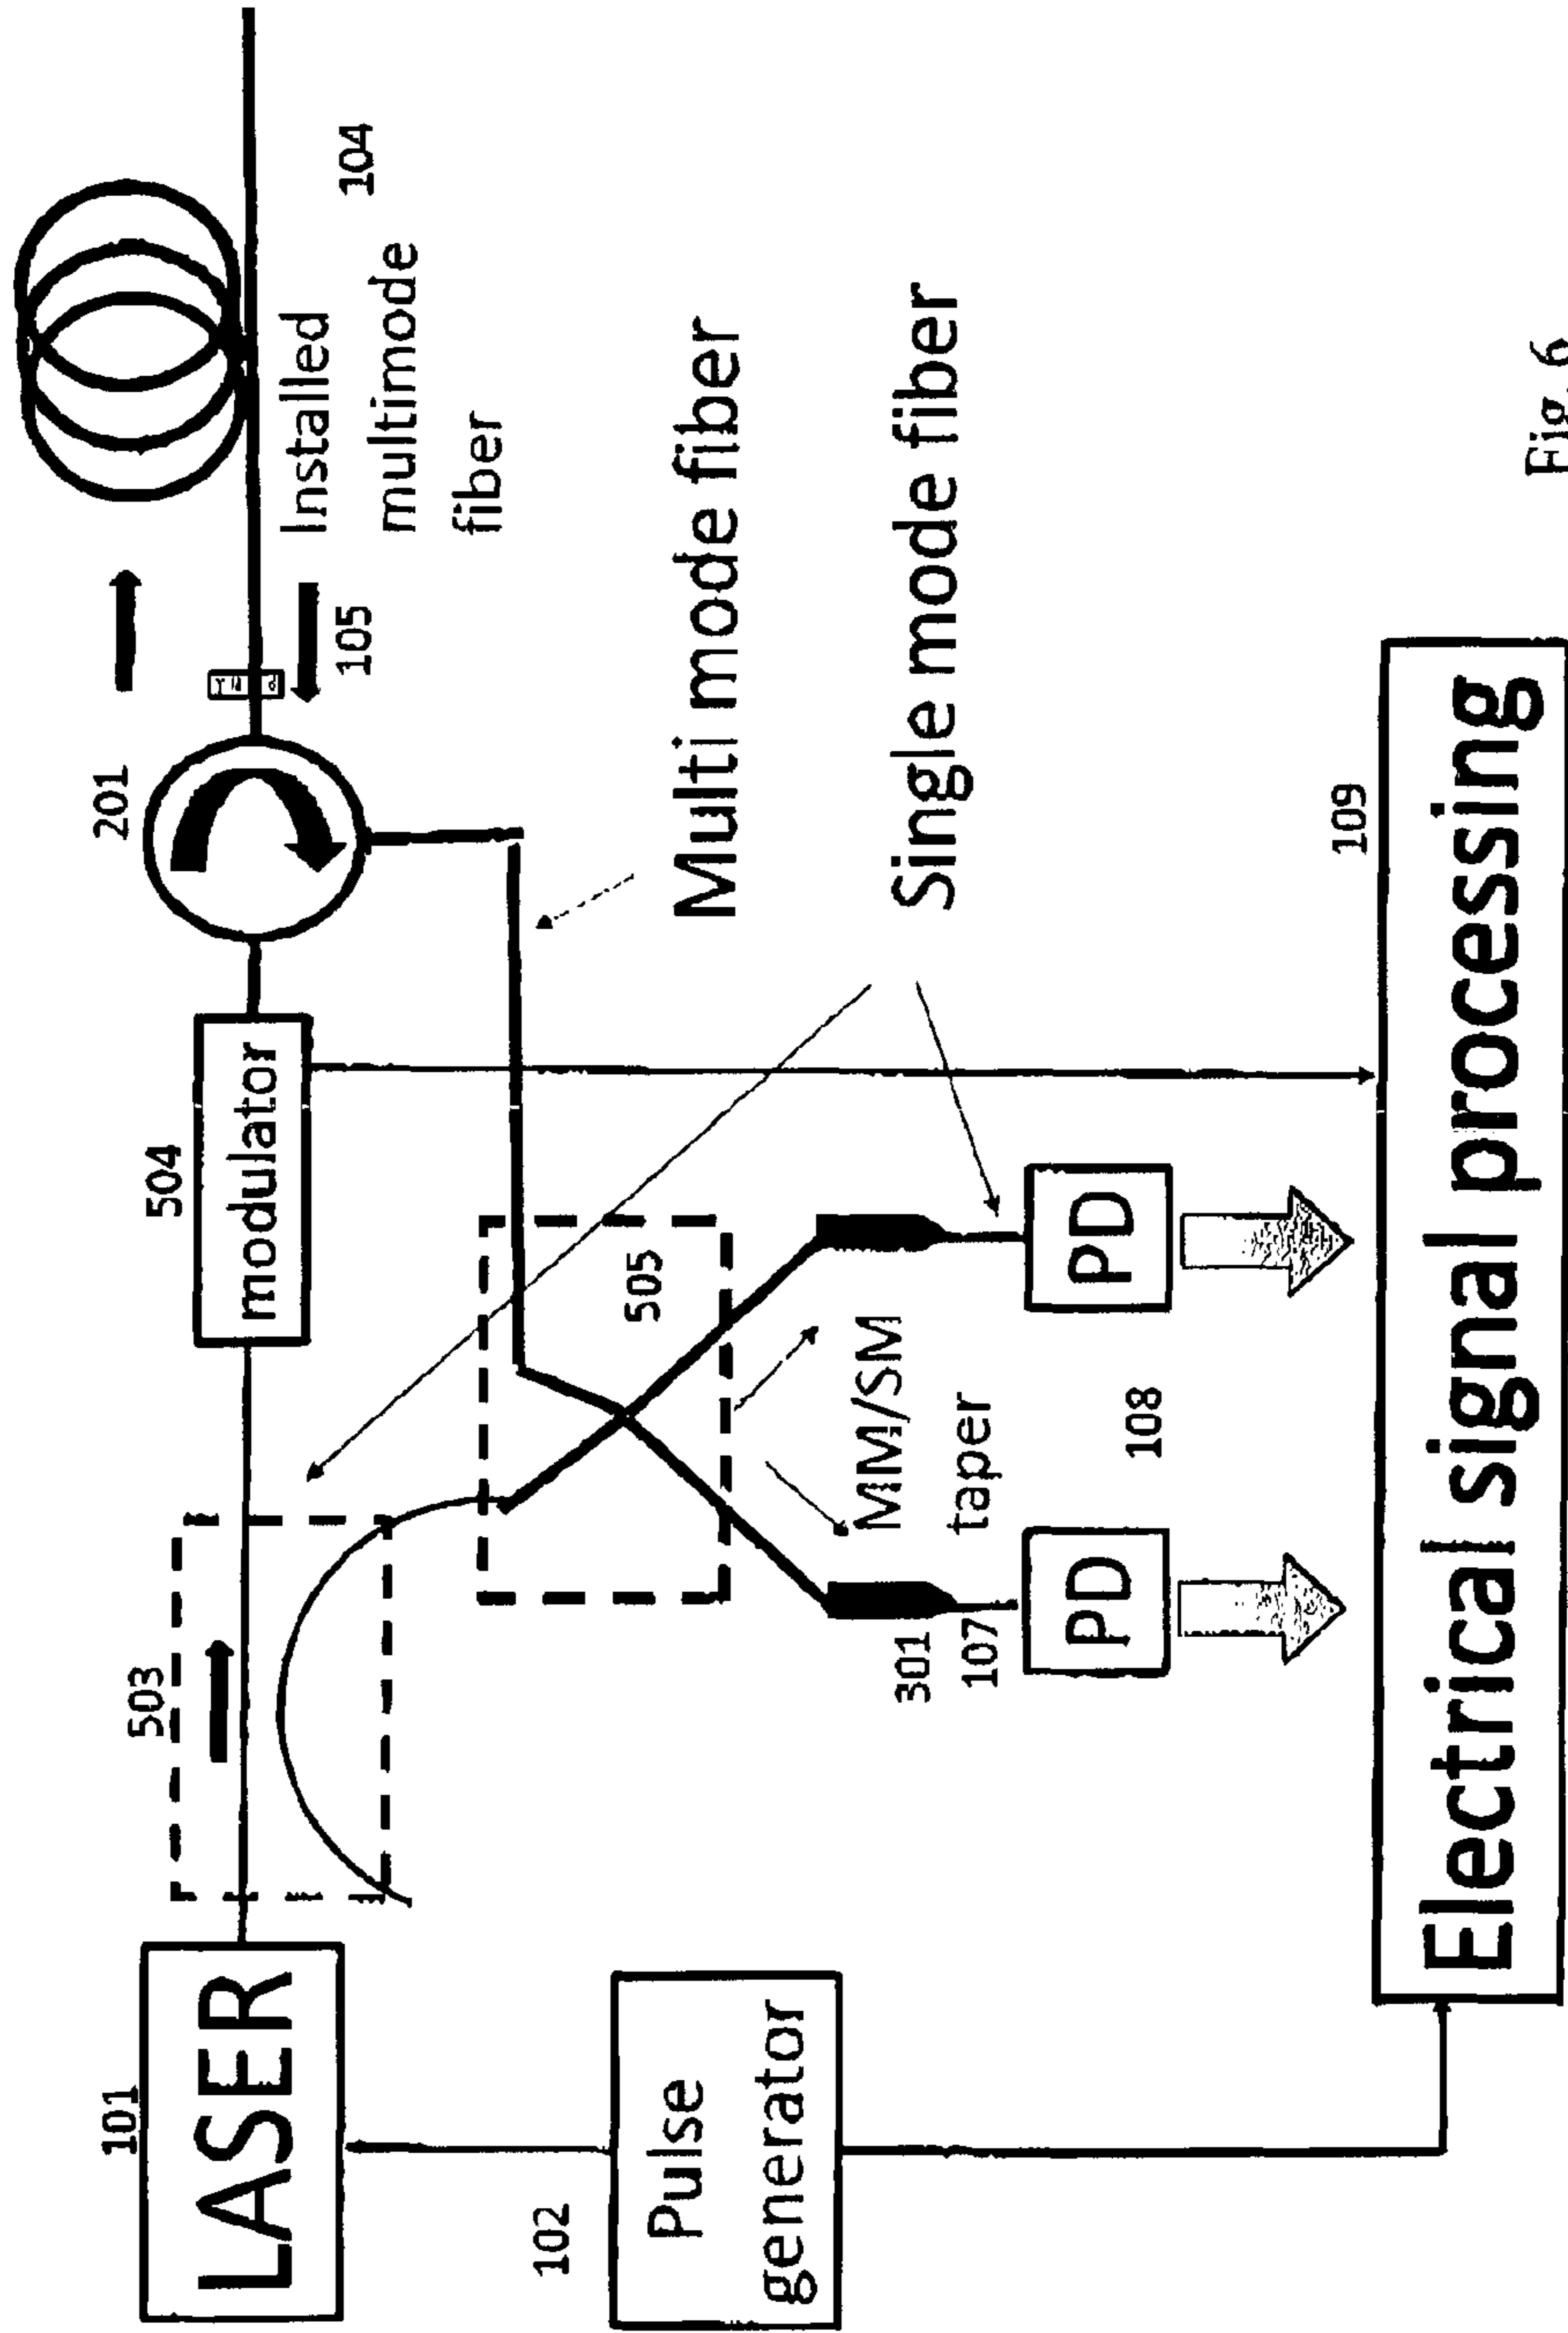 101
LASER
503
504
modulator
201
105
Installed
multimode
fiber
104
102
Pulse
generator
505
Multi mode fiber
Single mode fiber
MM/SM
taper
301
107
108
PD
PD
109
Electrical signal processing
Fig. 6